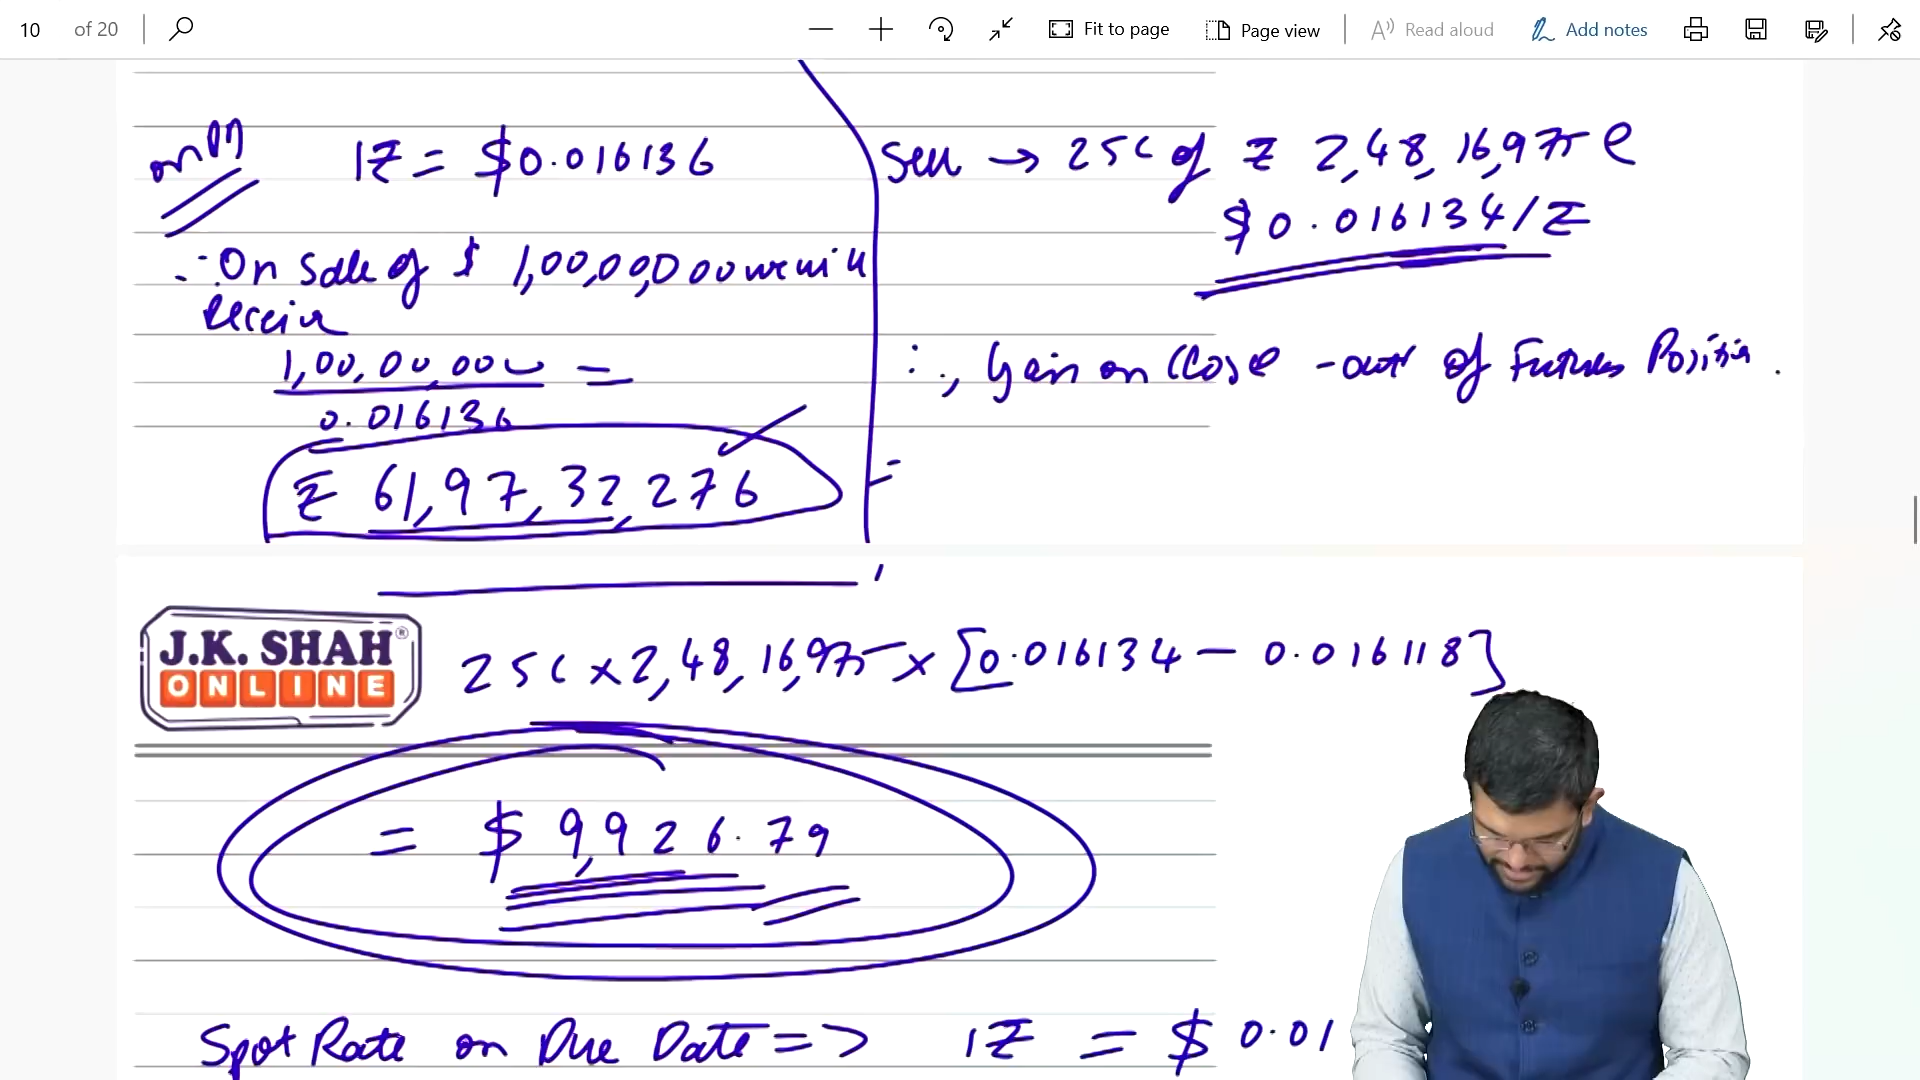 10 of 20 Fit to page Page view Read aloud Add notes
on M
1₹ = $0.016136
∴ On Sale of $ 1,00,00,000 we will
Receive
1,00,00,000 =
0.016136
₹ 61,97,32,276
Sell → 25C of ₹ 2,48,16,975 @
$0.016134/₹
∴, Gain on Close-out of Futures Position.
=
J.K. SHAH®
ONLINE
25C x 2,48,16,975 x [0.016134 - 0.016118]
= $ 9,926.79
Spot Rate on Due Date => 1₹ = $ 0.01